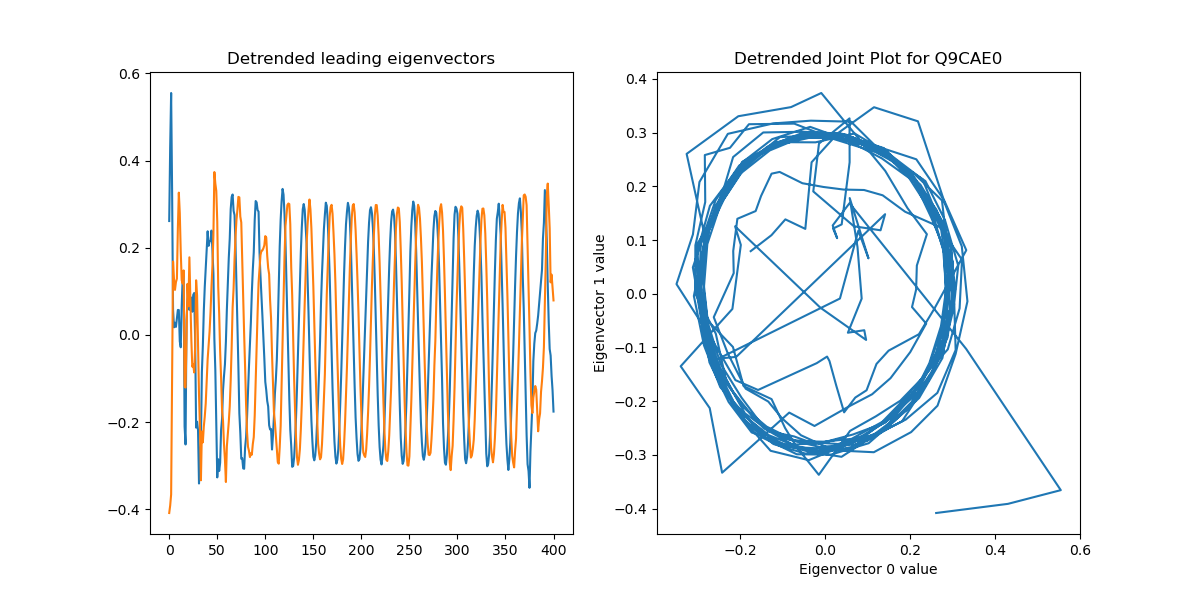 Detrended leading eigenvectors
0.6
0.4
0.2
0.0
−0.2
−0.4
0 50 100 150 200 250 300 350 400
Detrended Joint Plot for Q9CAE0
Eigenvector 1 value
0.4
0.3
0.2
0.1
0.0
−0.1
−0.2
−0.3
−0.4
−0.2 0.0 0.2 0.4 0.6
Eigenvector 0 value